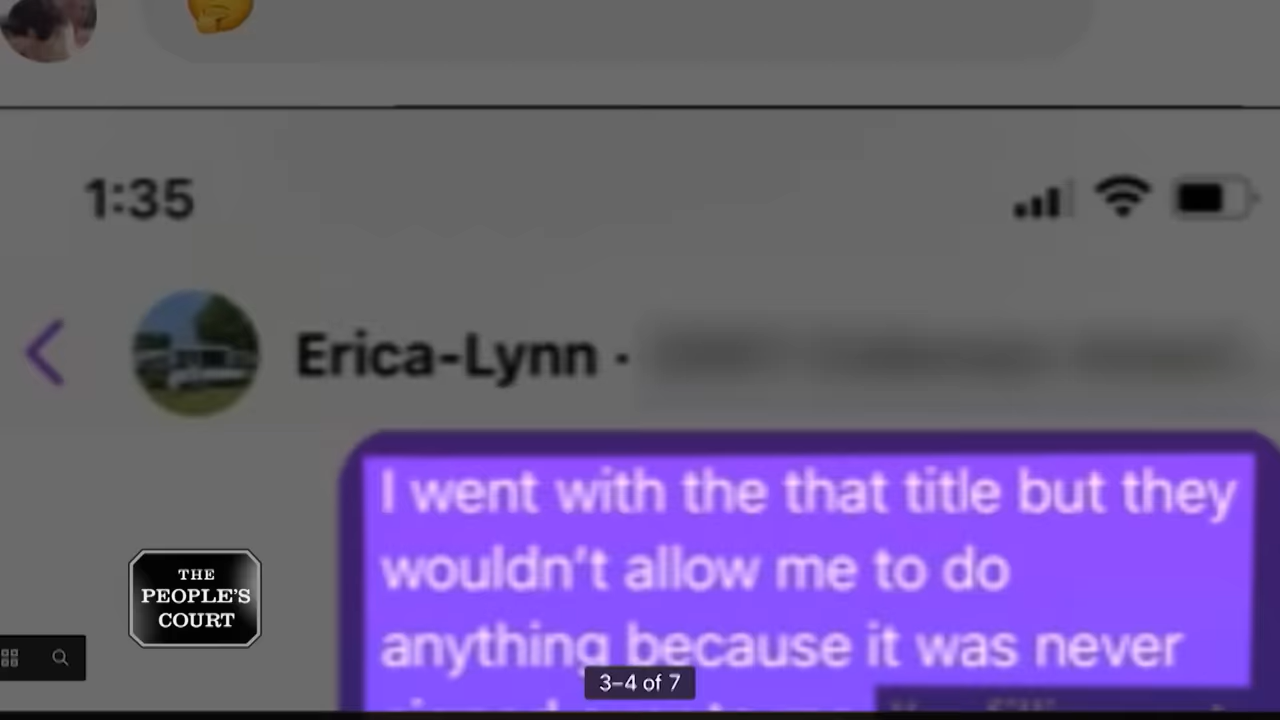 1:35
Erica-Lynn ·
I went with the that title but they
wouldn't allow me to do
anything because it was never
THE
PEOPLE'S
COURT
3–4 of 7